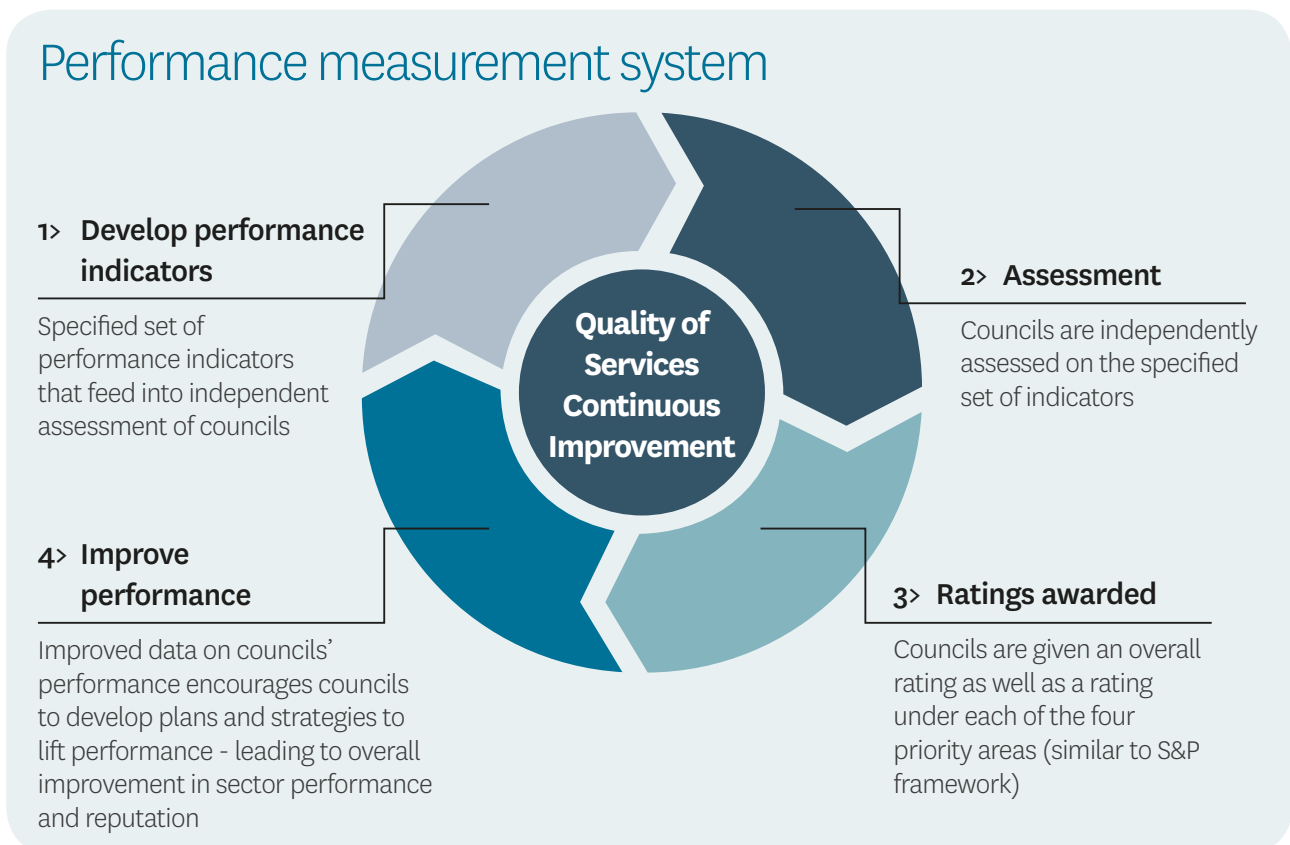 Performance measurement system
1> Develop performance
indicators
Specified set of
performance indicators
that feed into independent
assessment of councils
2> Assessment
Councils are independently
assessed on the specified
set of indicators
Quality of
Services
Continuous
Improvement
3> Ratings awarded
Councils are given an overall
rating as well as a rating
under each of the four
priority areas (similar to S&P
framework)
4> Improve
performance
Improved data on councils’
performance encourages councils
to develop plans and strategies to
lift performance - leading to overall
improvement in sector performance
and reputation